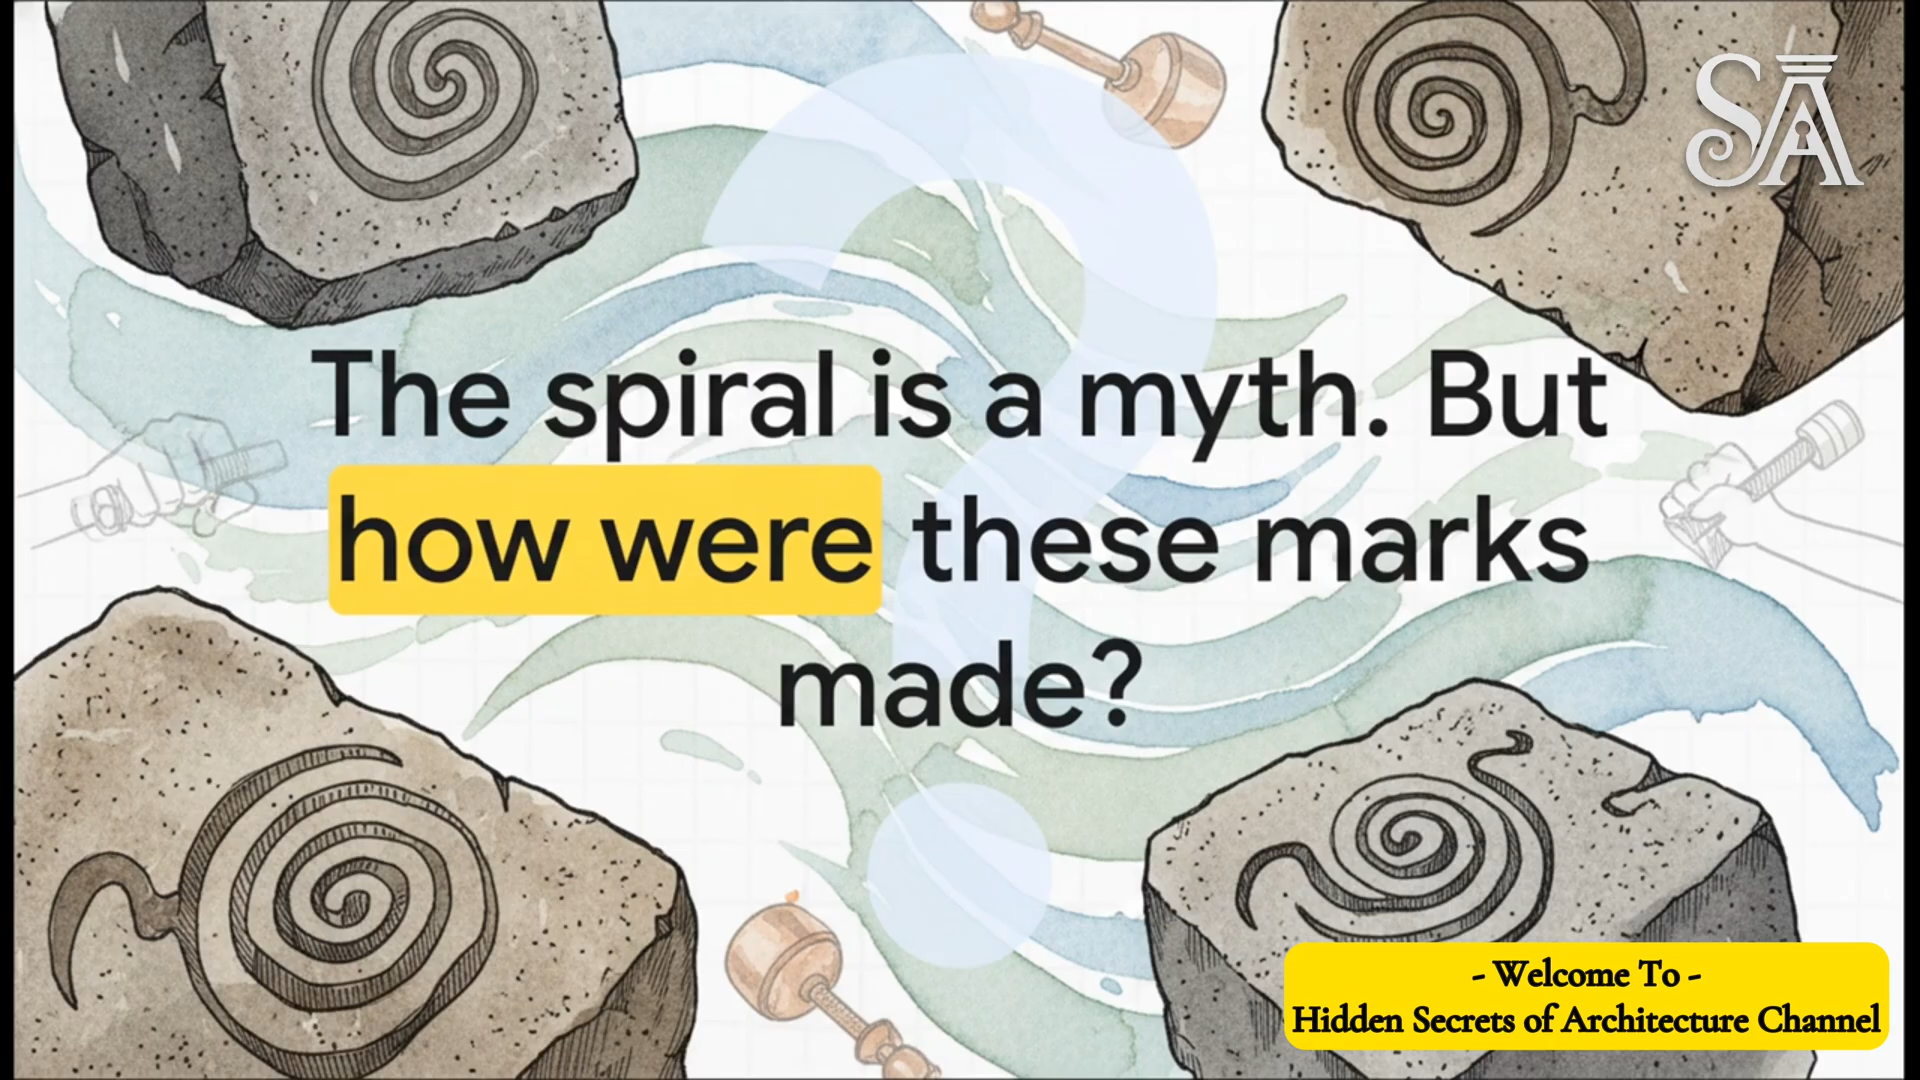 SA
The spiral is a myth. But
how were these marks
made?
- Welcome To -
Hidden Secrets of Architecture Channel